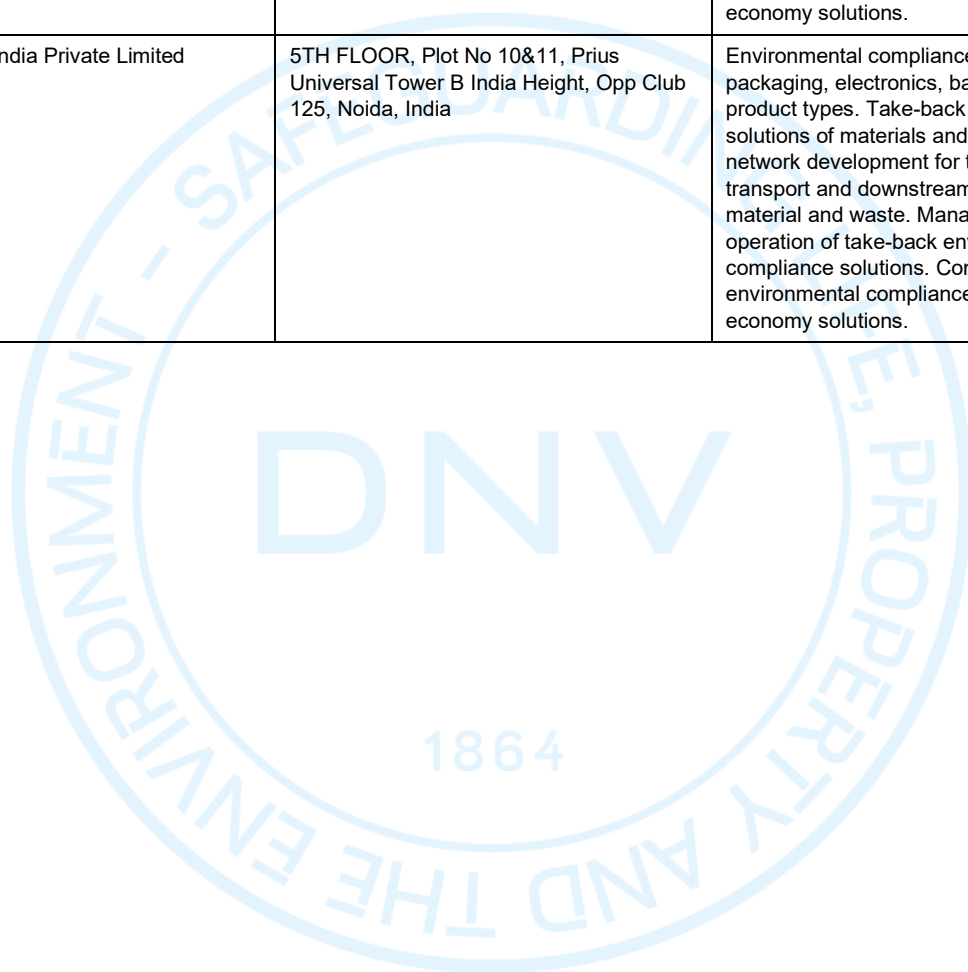 economy solutions.
ndia Private Limited
5TH FLOOR, Plot No 10&11, Prius
Universal Tower B India Height, Opp Club
125, Noida, India
Environmental compliance
packaging, electronics, ba
product types. Take-back
solutions of materials and
network development for t
transport and downstream
material and waste. Mana
operation of take-back env
compliance solutions. Con
environmental compliance
economy solutions.
SAFEGUARDING LIFE, PROPERTY AND THE ENVIRONMENT -
DNV
1864